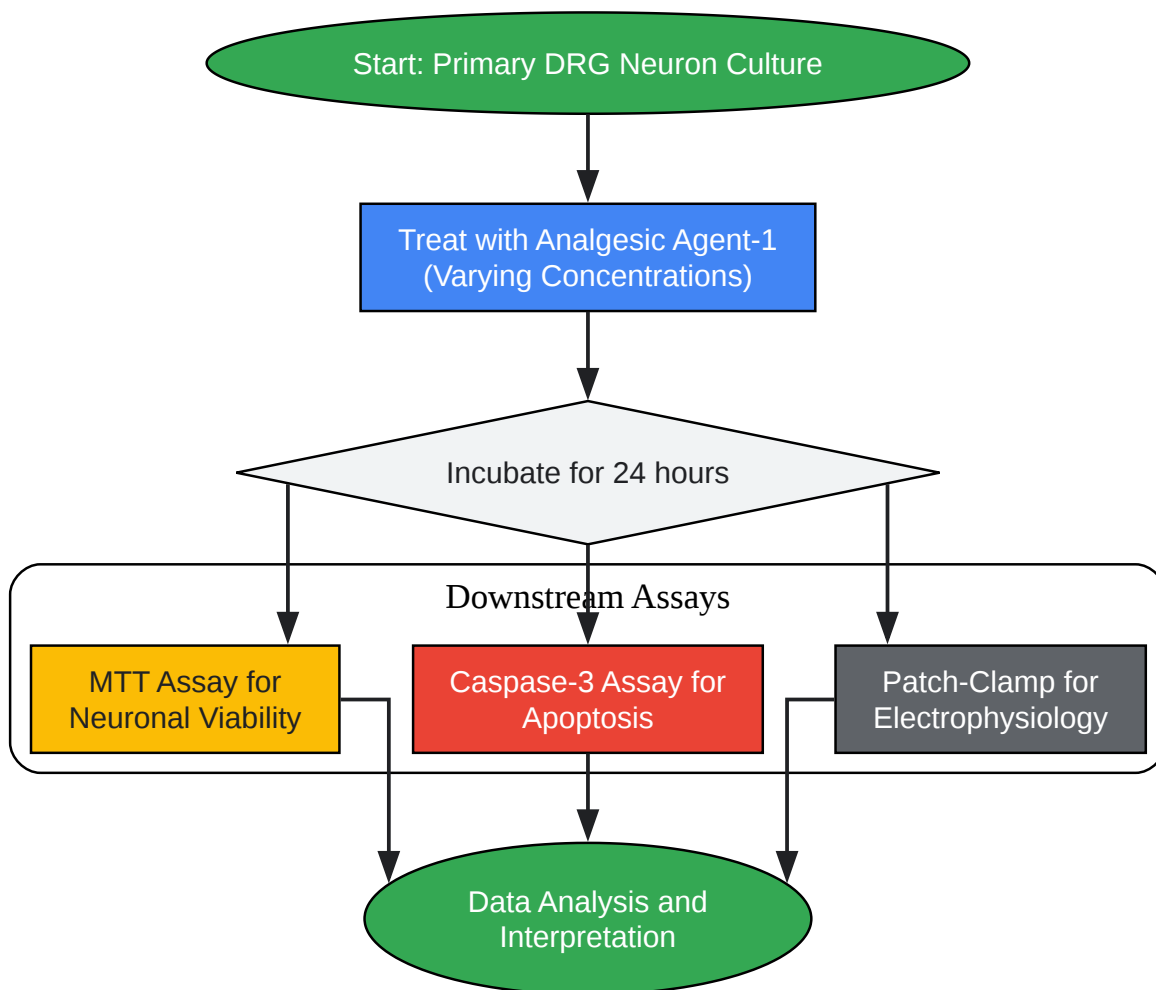 Start: Primary DRG Neuron Culture
Treat with Analgesic Agent-1
(Varying Concentrations)
Incubate for 24 hours
Downstream Assays
MTT Assay for
Neuronal Viability
Caspase-3 Assay for
Apoptosis
Patch-Clamp for
Electrophysiology
Data Analysis and
Interpretation